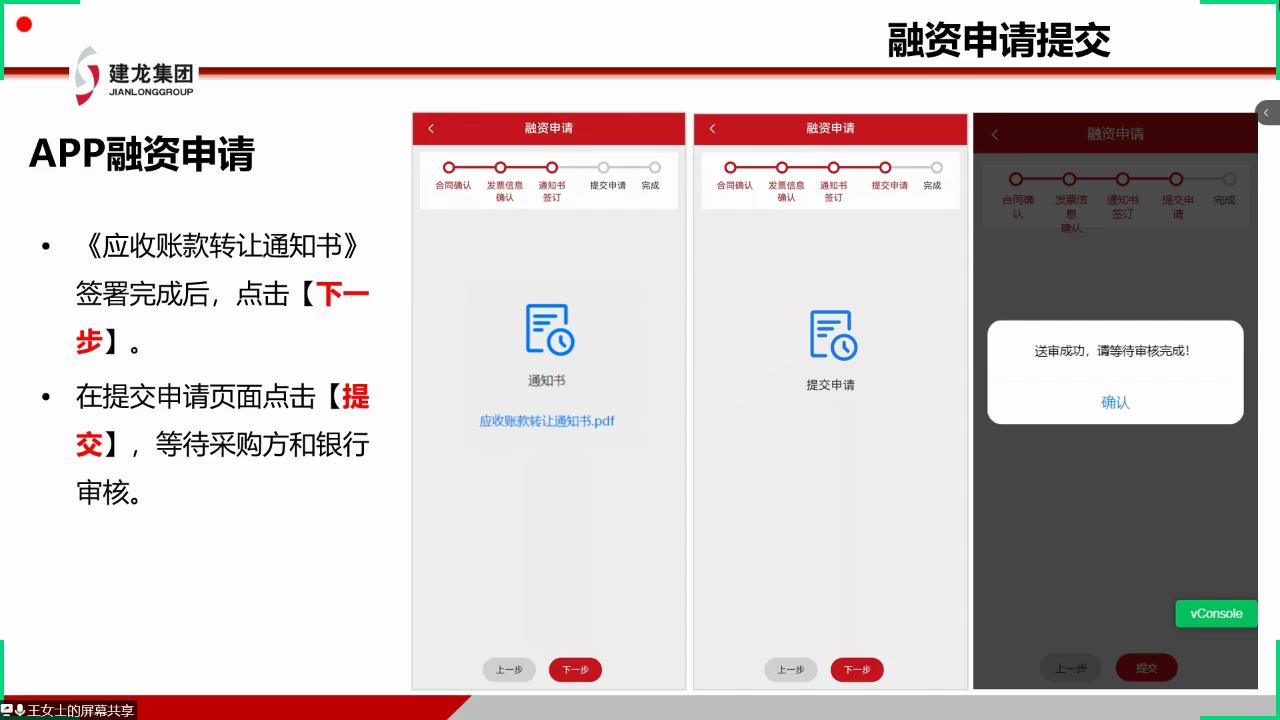 融资申请提交
建龙集团
JIANLONGGROUP
APP融资申请
• 《应收账款转让通知书》
签署完成后，点击【下一
步】。
• 在提交申请页面点击【提
交】，等待采购方和银行
审核。
融资申请
合同确认 发票信息 通知书 提交申请 完成
确认 签订
通知书
应收账款转让通知书.pdf
上一步 下一步
融资申请
合同确认 发票信息 通知书 提交申请 完成
确认 签订
提交申请
上一步 下一步
融资申请
合同确 发票信 通知书 提交申 完成
认 息 签订 请
确认
送审成功，请等待审核完成！
确认
vConsole
上一步 提交
王女士的屏幕共享